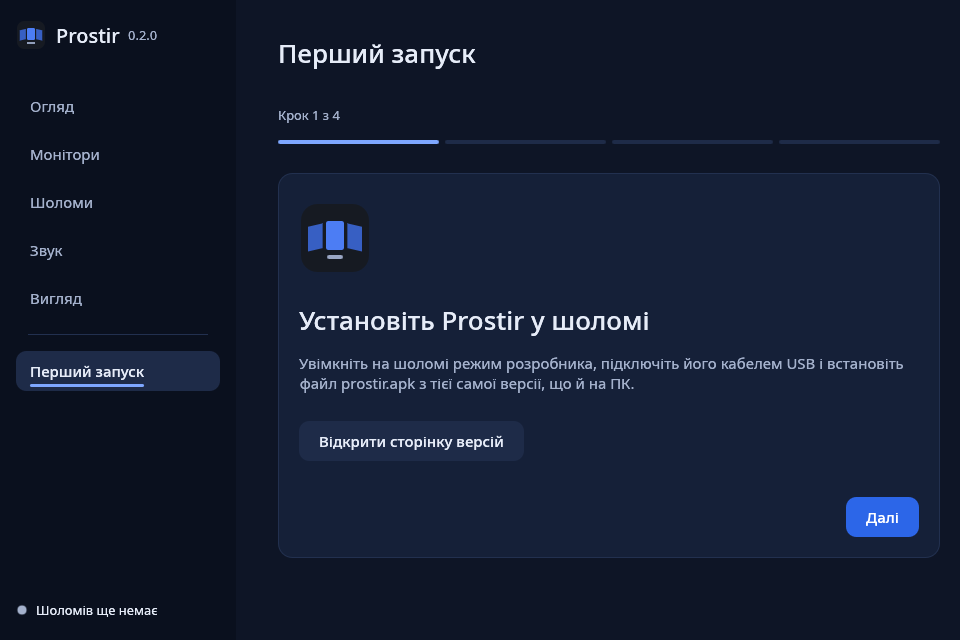 Prostir 0.2.0
Огляд
Монітори
Шоломи
Звук
Вигляд
Перший запуск
Шоломів ще немає
Перший запуск
Крок 1 з 4
Установіть Prostir у шоломі
Увімкніть на шоломі режим розробника, підключіть його кабелем USB і встановіть
файл prostir.apk з тієї самої версії, що й на ПК.
Відкрити сторінку версій
Далі